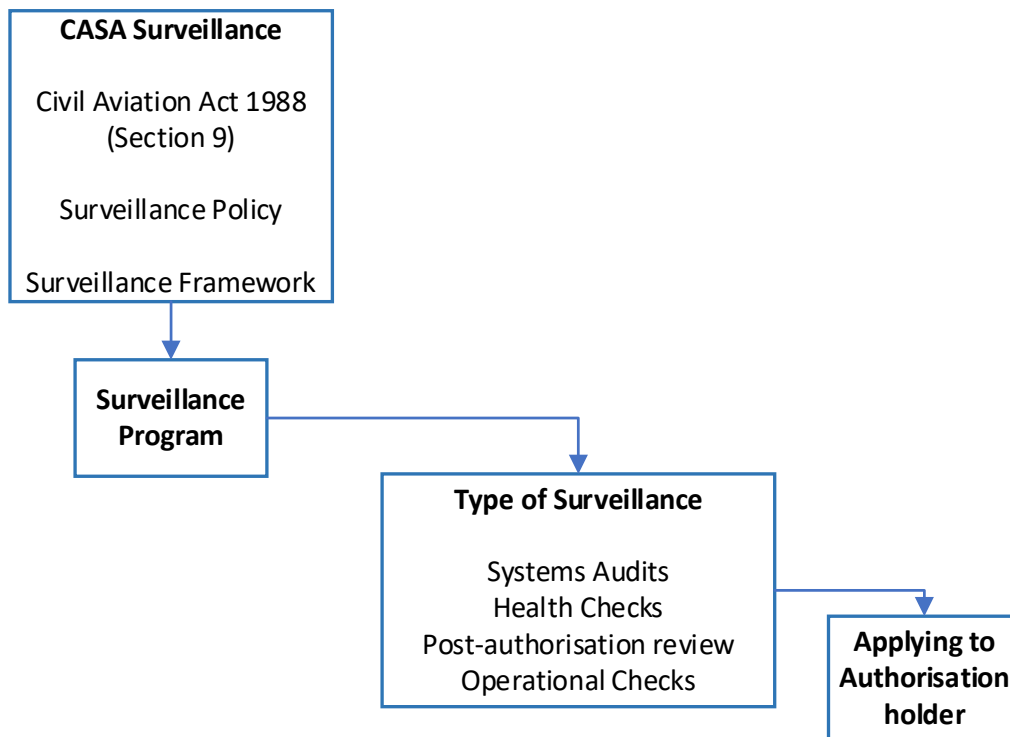 CASA Surveillance
Civil Aviation Act 1988
(Section 9)
Surveillance Policy
Surveillance Framework
Surveillance
Program
Type of Surveillance
Systems Audits
Health Checks
Post-authorisation review
Operational Checks
Applying to
Authorisation
holder